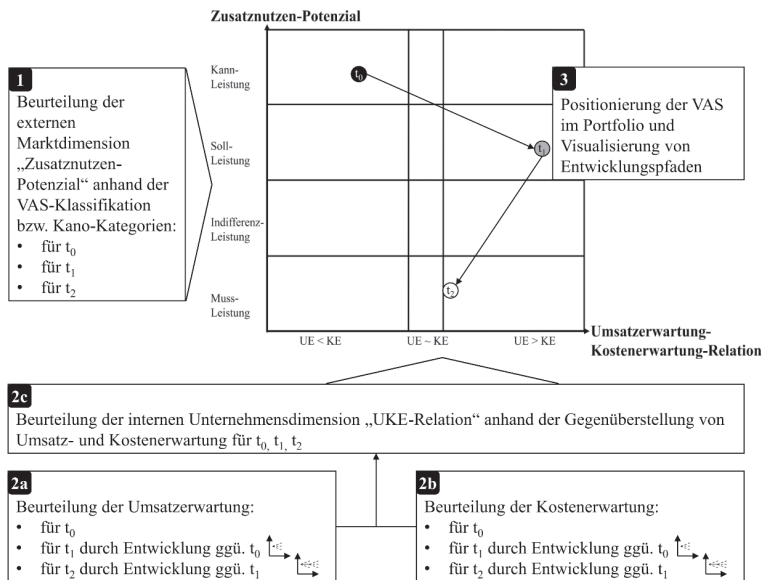 Zusatznutzen-Potenzial
1
Beurteilung der
externen
Marktdimension
„Zusatznutzen-
Potenzial“ anhand der
VAS-Klassifikation
bzw. Kano-Kategorien:
• für t0
• für t1
• für t2
Kann-
Leistung
Soll-
Leistung
Indifferenz-
Leistung
Muss-
Leistung
t0
t1
t2
3
Positionierung der VAS
im Portfolio und
Visualisierung von
Entwicklungspfaden
UE < KE
UE ~ KE
UE > KE
Umsatzerwartung-
Kostenerwartung-Relation
2c
Beurteilung der internen Unternehmensdimension „UKE-Relation“ anhand der Gegenüberstellung von
Umsatz- und Kostenerwartung für t0, t1, t2
2a
Beurteilung der Umsatzerwartung:
• für t0
• für t1 durch Entwicklung ggü. t0
• für t2 durch Entwicklung ggü. t1
2b
Beurteilung der Kostenerwartung:
• für t0
• für t1 durch Entwicklung ggü. t0
• für t2 durch Entwicklung ggü. t1